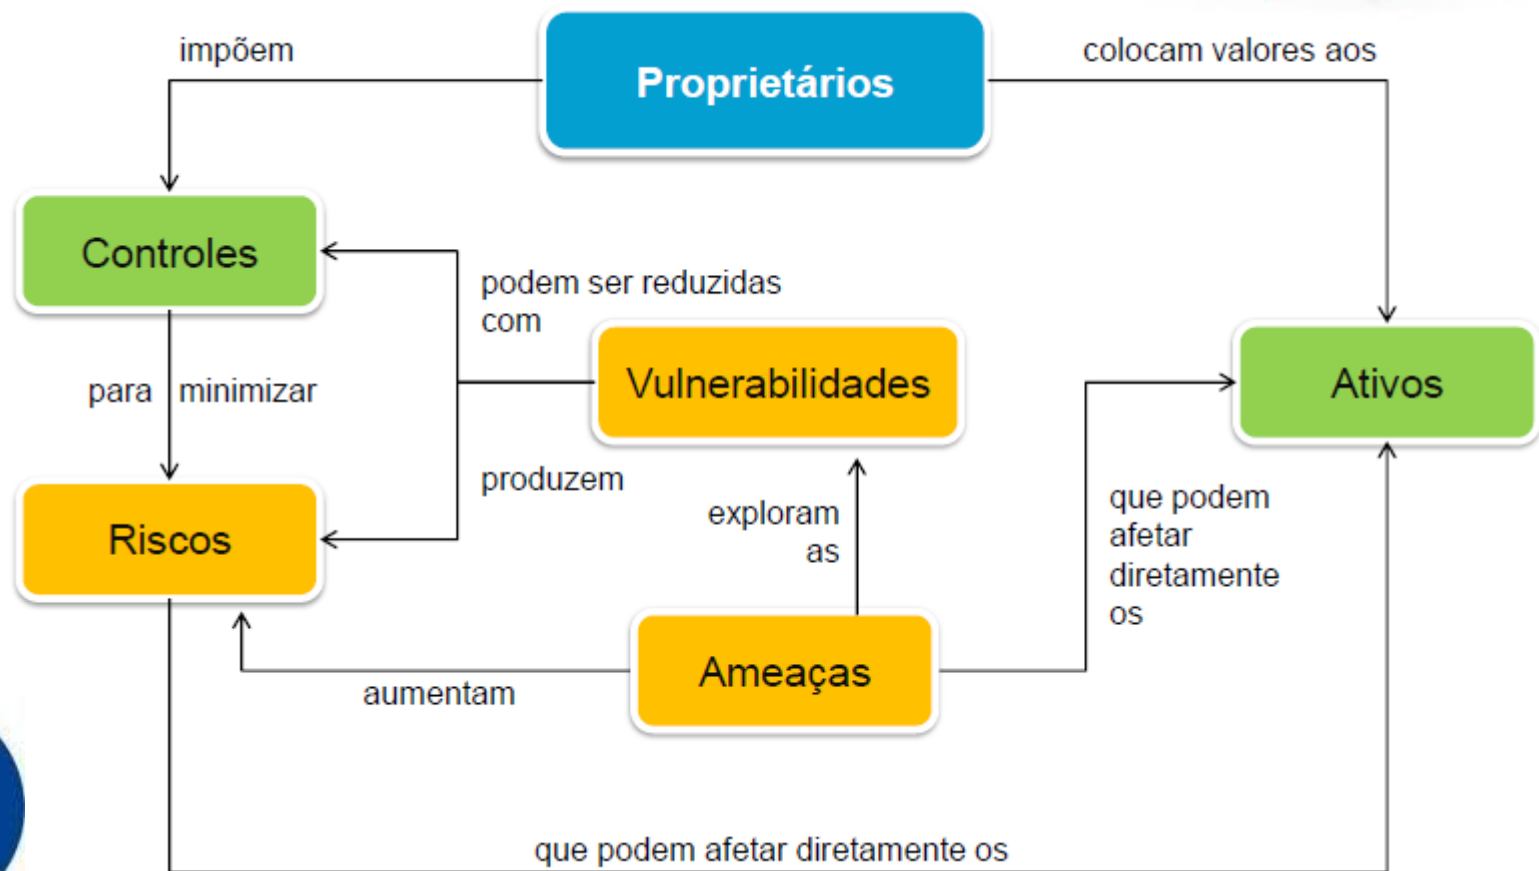 impõem
Proprietários
colocam valores aos
Controles
podem ser reduzidas
com
para minimizar
Vulnerabilidades
Ativos
produzem
exploram
as
que podem
afetar
diretamente
os
Riscos
Ameaças
aumentam
que podem afetar diretamente os